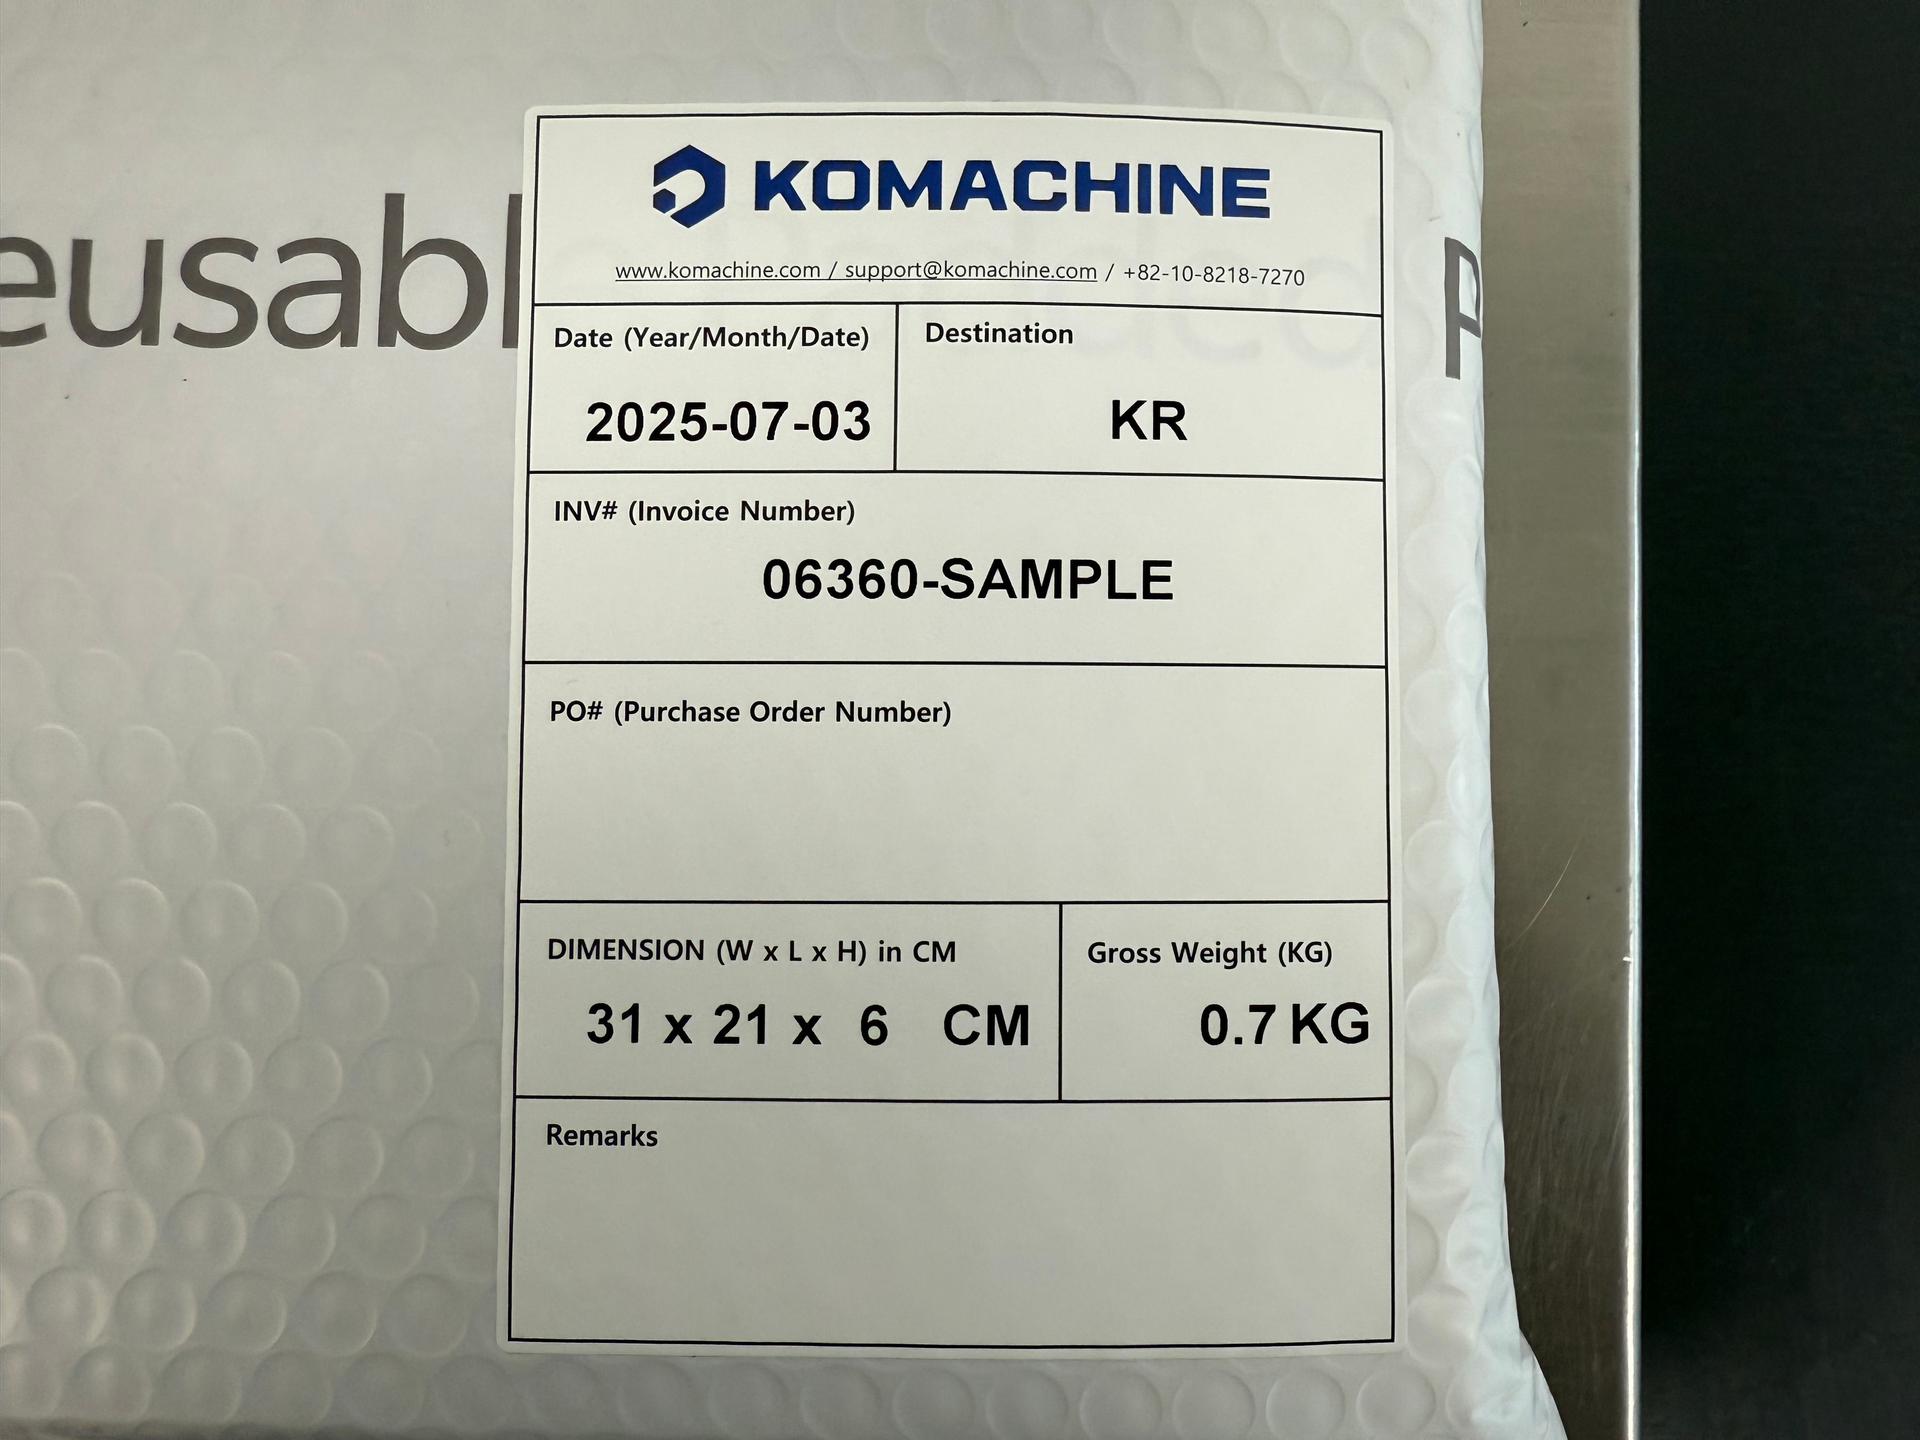 KOMACHINE
www.komachine.com / support@komachine.com / +82-10-8218-7270
Date (Year/Month/Date)
2025-07-03
Destination
KR
INV# (Invoice Number)
06360-SAMPLE
PO# (Purchase Order Number)
DIMENSION (W x L x H) in CM
31 x 21 x 6 CM
Gross Weight (KG)
0.7 KG
Remarks
eusabl
P